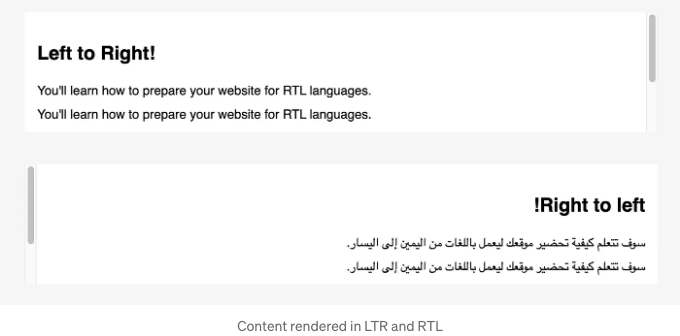 Left to Right!
You'll learn how to prepare your website for RTL languages.
You'll learn how to prepare your website for RTL languages.
!Right to left
سوف تتعلم كيفية تحضير موقعك ليعمل باللغات من اليمين إلى اليسار.
سوف تتعلم كيفية تحضير موقعك ليعمل باللغات من اليمين إلى اليسار.
Content rendered in LTR and RTL